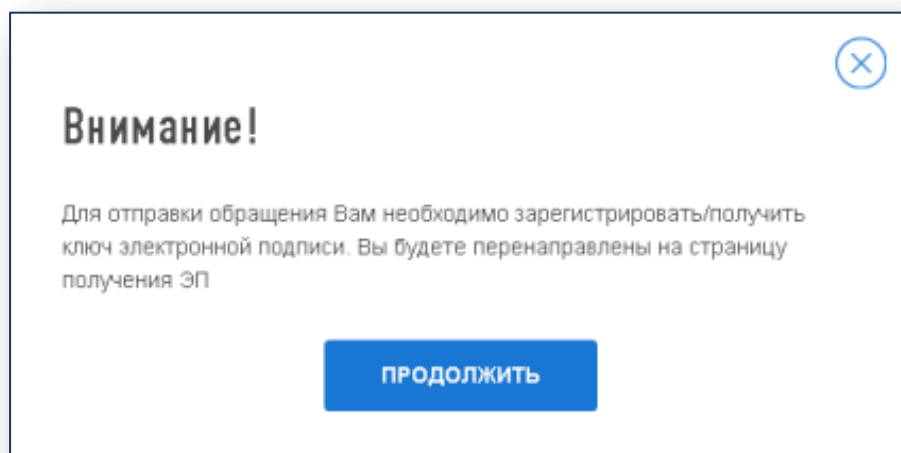 Внимание!
Для отправки обращения Вам необходимо зарегистрировать/получить
ключ электронной подписи. Вы будете перенаправлены на страницу
получения ЭП
ПРОДОЛЖИТЬ